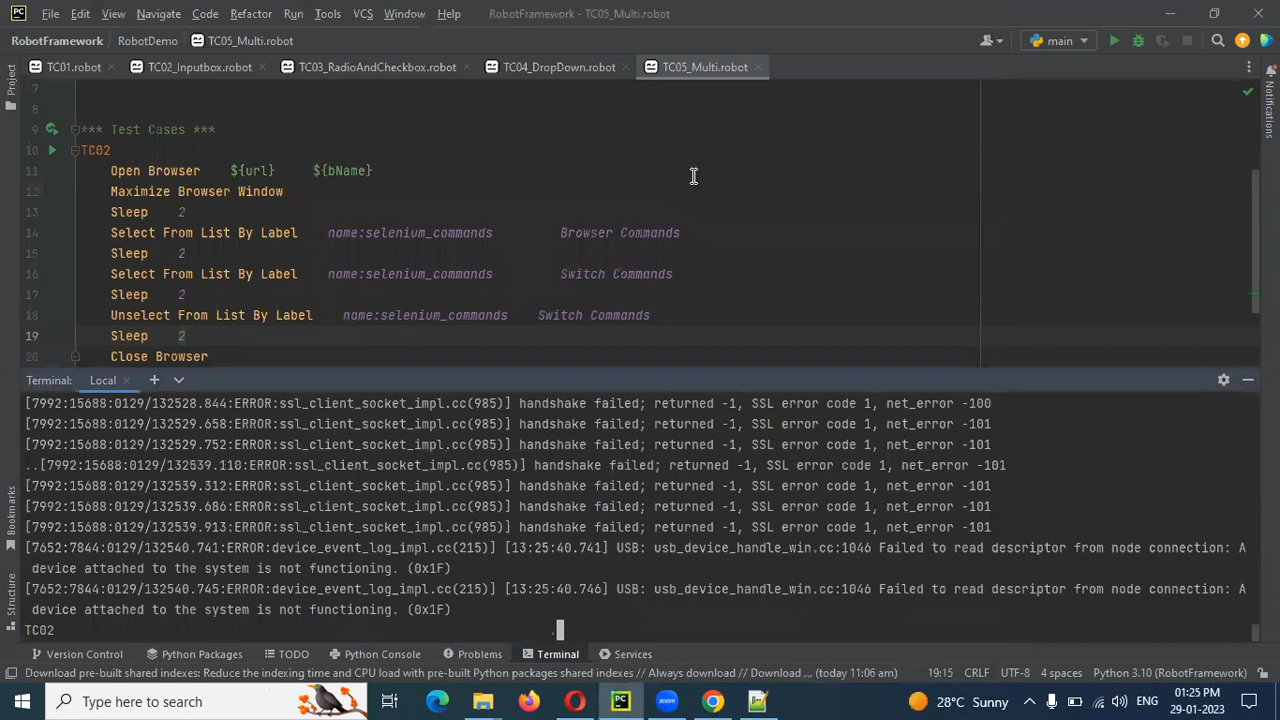 File Edit View Navigate Code Refactor Run Tools VCS Window Help RobotFramework - TC05_Multi.robot
RobotFramework RobotDemo TC05_Multi.robot main
TC01.robot TC02_Inputbox.robot TC03_RadioAndCheckbox.robot TC04_DropDown.robot TC05_Multi.robot
Project
Notifications
7
8
9 *** Test Cases ***
10 TC02
11 Open Browser ${url} ${bName}
12 Maximize Browser Window
13 Sleep 2
14 Select From List By Label name:selenium_commands Browser Commands
15 Sleep 2
16 Select From List By Label name:selenium_commands Switch Commands
17 Sleep 2
18 Unselect From List By Label name:selenium_commands Switch Commands
19 Sleep 2
20 Close Browser
Terminal: Local
[7992:15688:0129/132528.844:ERROR:ssl_client_socket_impl.cc(985)] handshake failed; returned -1, SSL error code 1, net_error -100
[7992:15688:0129/132529.658:ERROR:ssl_client_socket_impl.cc(985)] handshake failed; returned -1, SSL error code 1, net_error -101
[7992:15688:0129/132529.752:ERROR:ssl_client_socket_impl.cc(985)] handshake failed; returned -1, SSL error code 1, net_error -101
..[7992:15688:0129/132539.110:ERROR:ssl_client_socket_impl.cc(985)] handshake failed; returned -1, SSL error code 1, net_error -101
[7992:15688:0129/132539.312:ERROR:ssl_client_socket_impl.cc(985)] handshake failed; returned -1, SSL error code 1, net_error -101
[7992:15688:0129/132539.686:ERROR:ssl_client_socket_impl.cc(985)] handshake failed; returned -1, SSL error code 1, net_error -101
[7992:15688:0129/132539.913:ERROR:ssl_client_socket_impl.cc(985)] handshake failed; returned -1, SSL error code 1, net_error -101
[7652:7844:0129/132540.741:ERROR:device_event_log_impl.cc(215)] [13:25:40.741] USB: usb_device_handle_win.cc:1046 Failed to read descriptor from node connection: A
device attached to the system is not functioning. (0x1F)
[7652:7844:0129/132540.745:ERROR:device_event_log_impl.cc(215)] [13:25:40.746] USB: usb_device_handle_win.cc:1046 Failed to read descriptor from node connection: A
device attached to the system is not functioning. (0x1F)
TC02 .
Bookmarks
Structure
Version Control Python Packages TODO Python Console Problems Terminal Services
Download pre-built shared indexes: Reduce the indexing time and CPU load with pre-built Python packages shared indexes // Always download // Download ... (today 11:06 am) 19:15 CRLF UTF-8 4 spaces Python 3.10 (RobotFramework)
Type here to search 28°C Sunny ENG 01:25 PM
29-01-2023